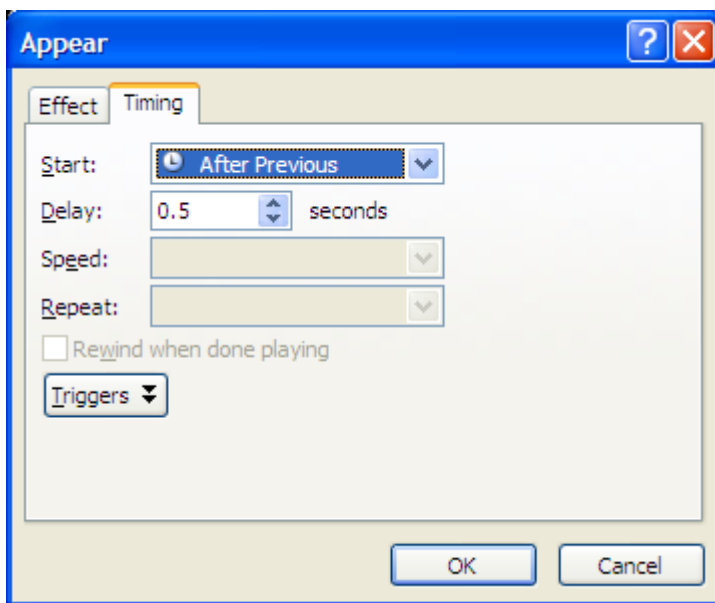 Appear
Effect Timing
Start: After Previous
Delay: 0.5 seconds
Speed:
Repeat:
Rewind when done playing
Triggers
OK Cancel